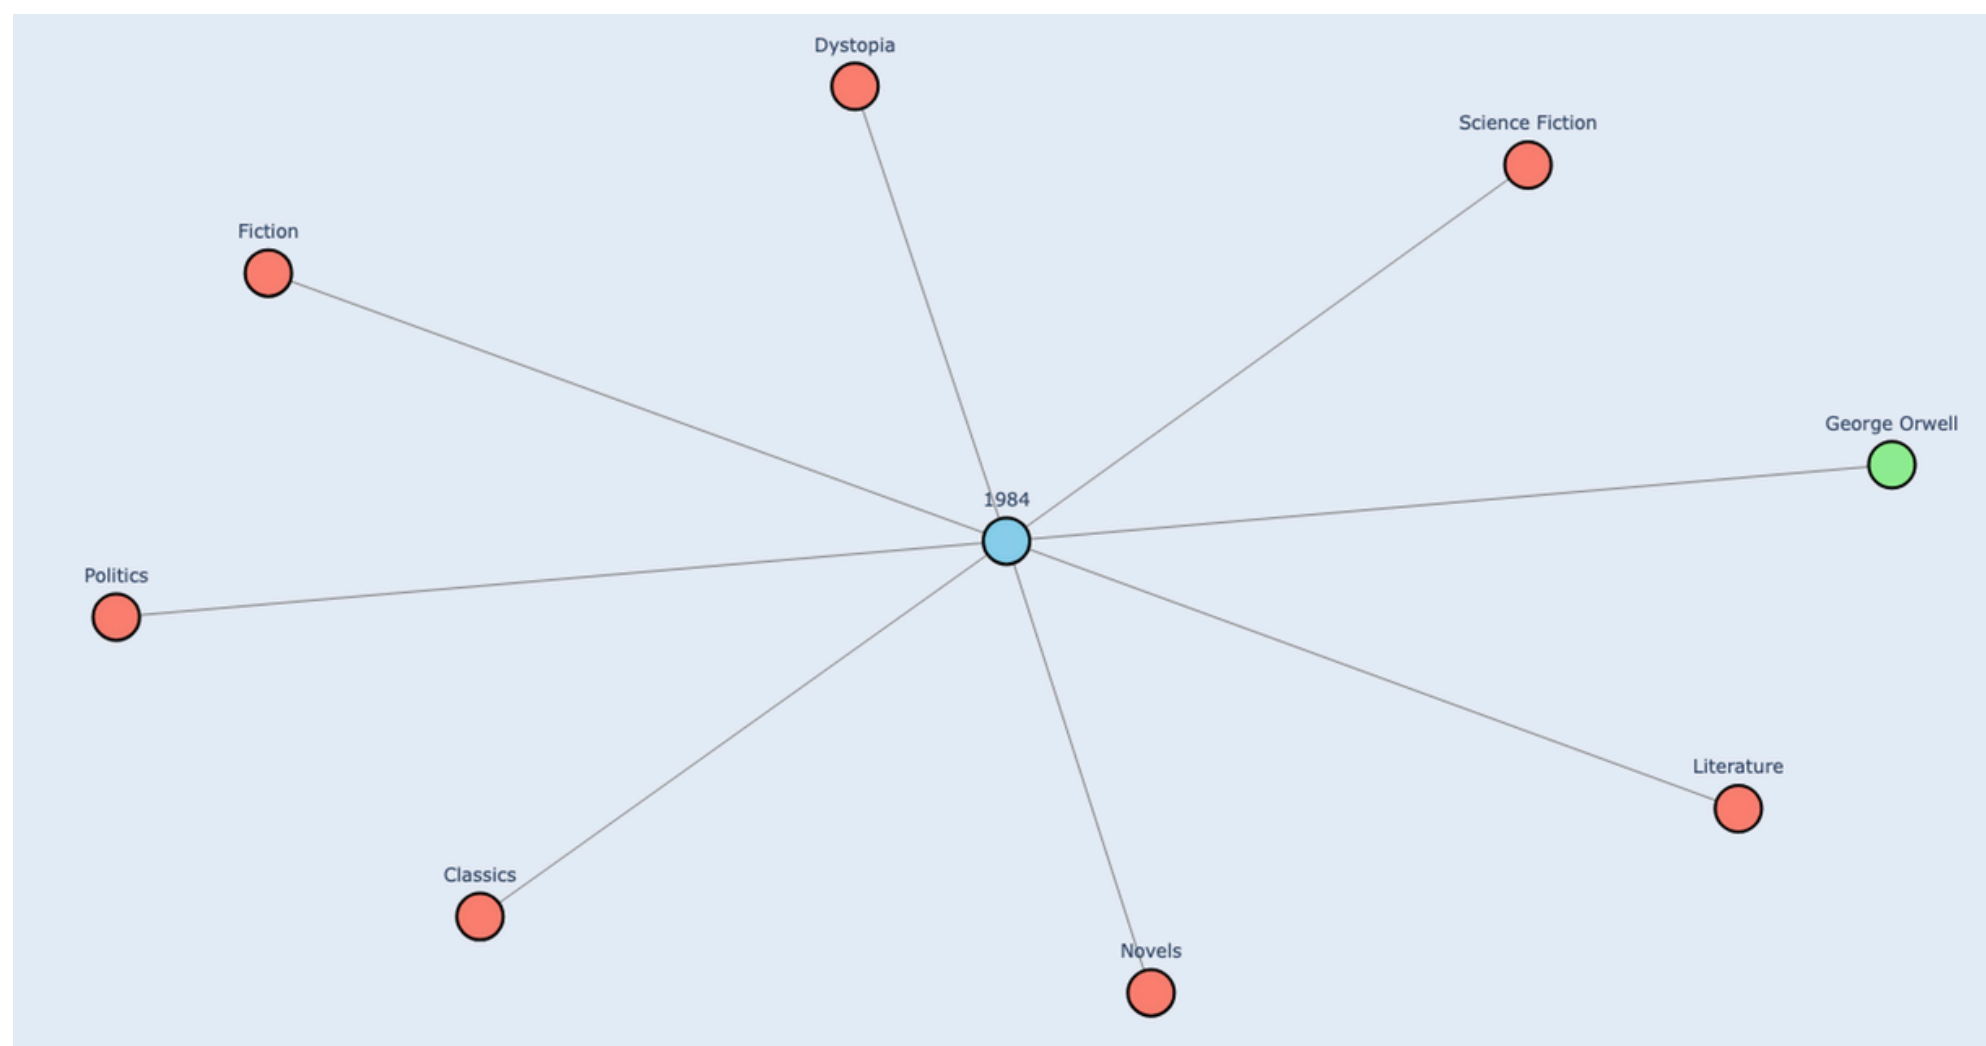 Dystopia
Science Fiction
Fiction
George Orwell
1984
Politics
Literature
Classics
Novels